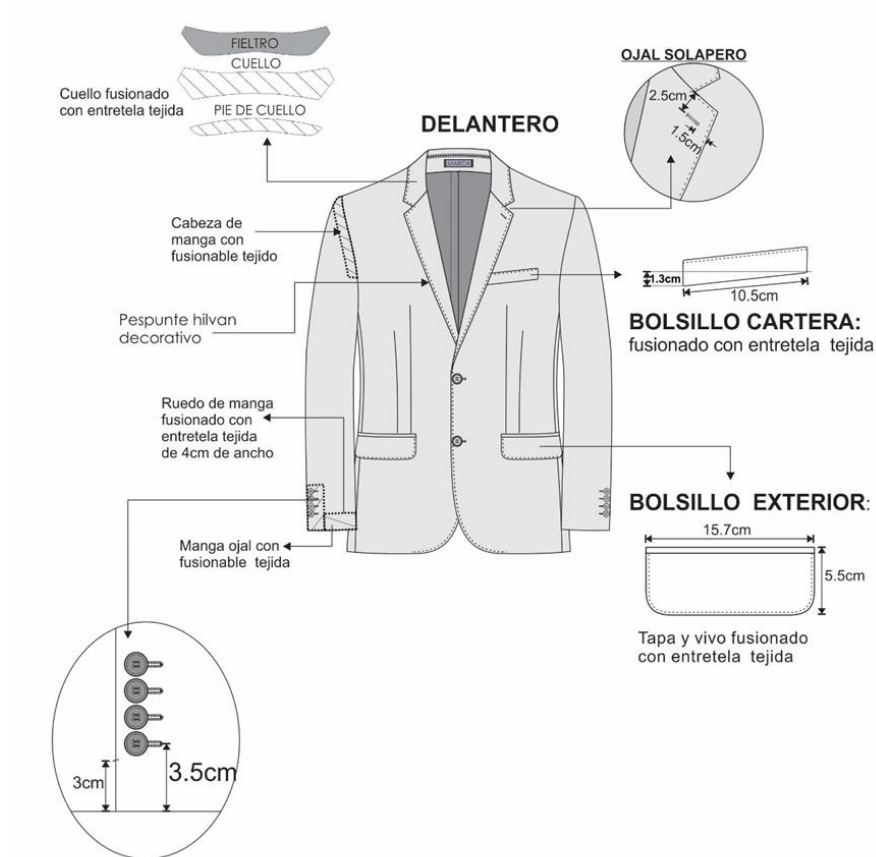 FIELTRO
CUELLO
Cuello fusionado
con entretela tejida
PIE DE CUELLO
OJAL SOLAPERO
2.5cm
1.5cm
DELANTERO
MARCA
Cabeza de
manga con
fusionable tejido
1.3cm
10.5cm
BOLSILLO CARTERA:
fusionado con entretela tejida
Pespunte hilvan
decorativo
Ruedo de manga
fusionado con
entretela tejida
de 4cm de ancho
Manga ojal con
fusionable tejida
BOLSILLO EXTERIOR:
15.7cm
5.5cm
Tapa y vivo fusionado
con entretela tejida
3cm
3.5cm